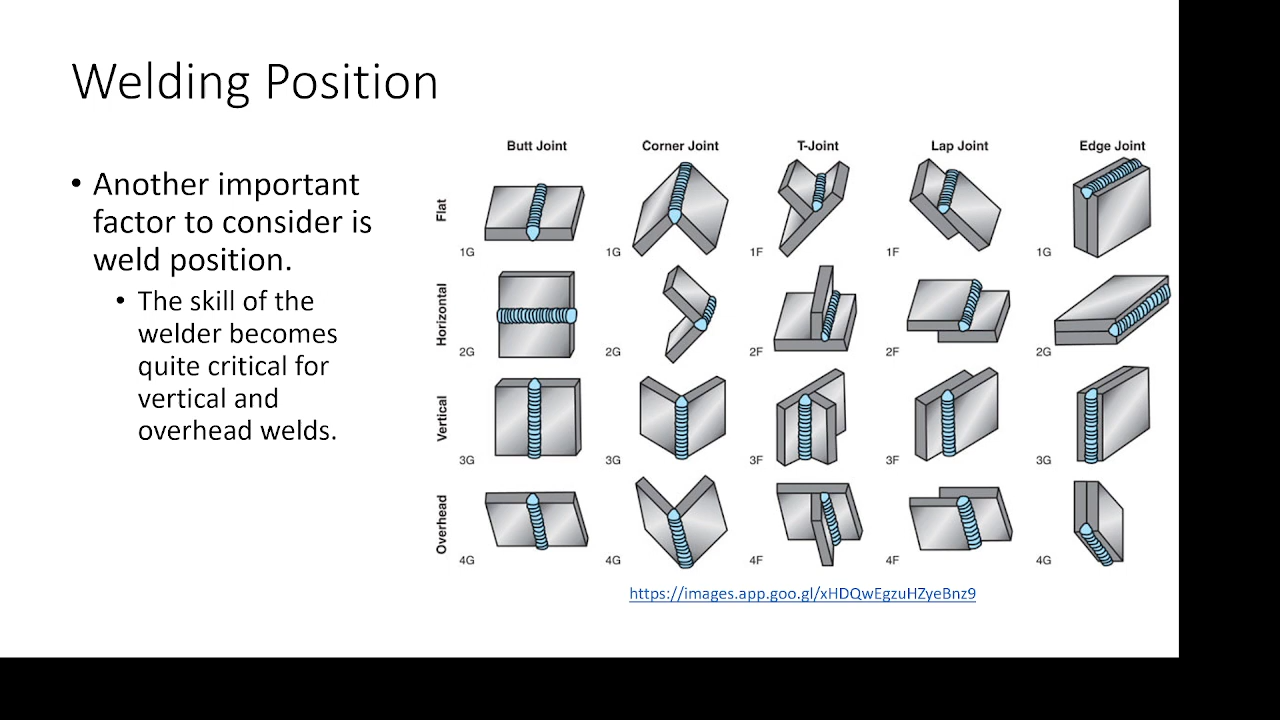 Welding Position
• Another important
factor to consider is
weld position.
• The skill of the
welder becomes
quite critical for
vertical and
overhead welds.
Butt Joint Corner Joint T-Joint Lap Joint Edge Joint
Flat
1G 1G 1F 1F 1G
Horizontal
2G 2G 2F 2F 2G
Vertical
3G 3G 3F 3F 3G
Overhead
4G 4G 4F 4F 4G
https://images.app.goo.gl/xHDQwEgzuHZyeBnz9